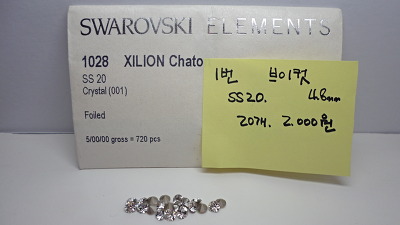 SWAROVSKI ELEMENTS
1028 XILION Chato
SS 20
Crystal (001)
Foiled
5/00/00 gross = 720 pcs
1번 브이컷
SS20. 4.8mm
20개. 2.000원